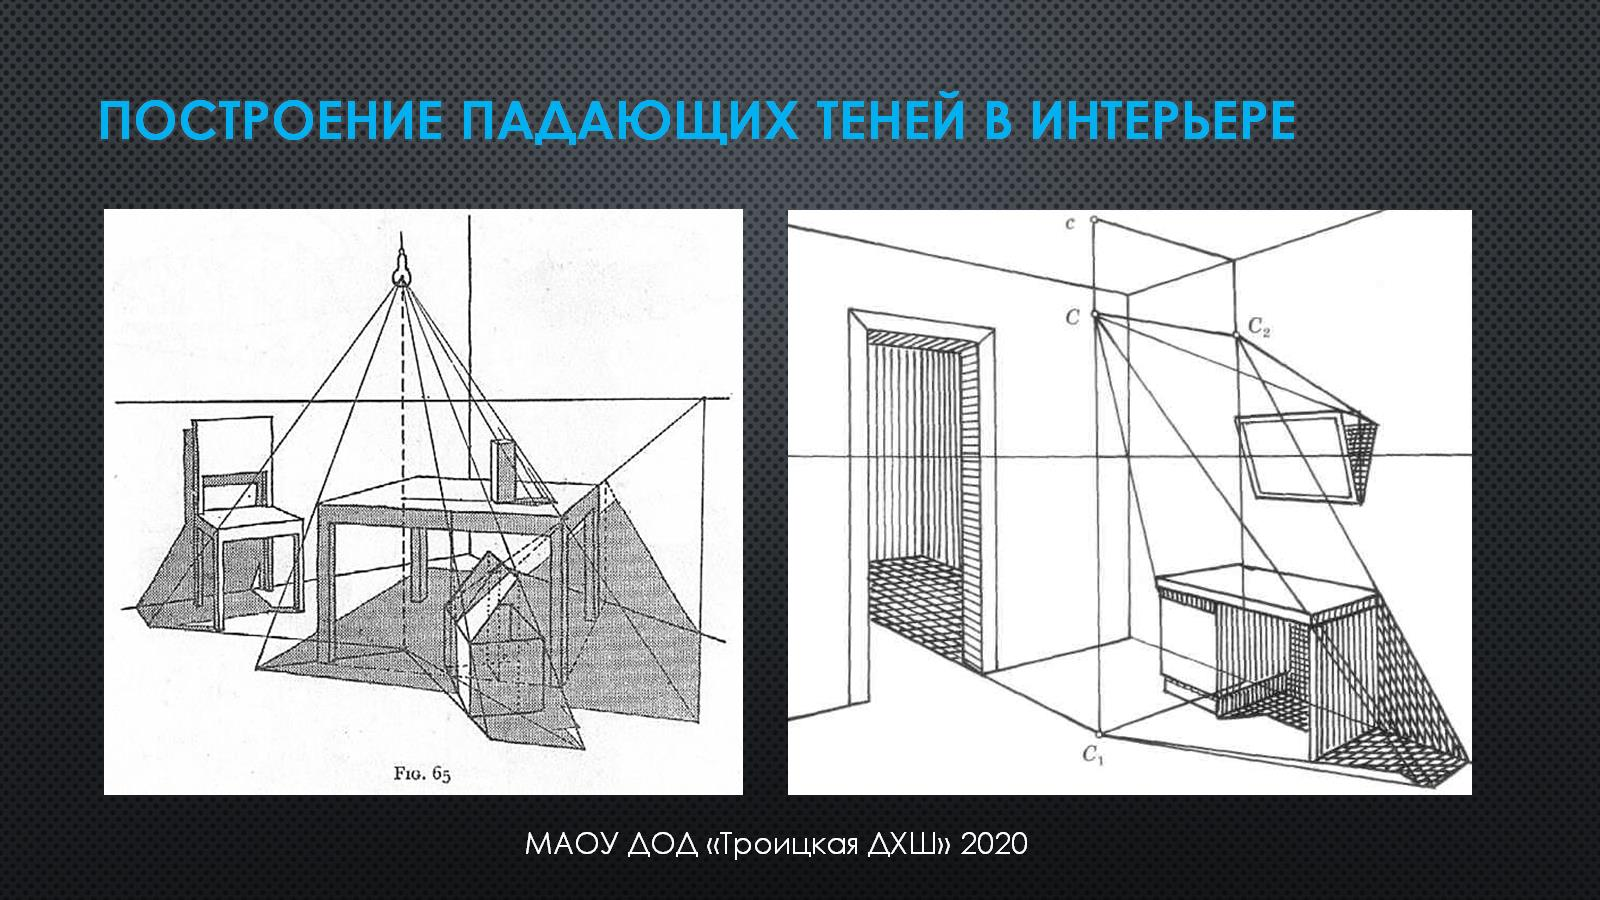 ПОСТРОЕНИЕ ПАДАЮЩИХ ТЕНЕЙ В ИНТЕРЬЕРЕ
c
C
C₂
C₁
Fig. 65
МАОУ ДОД «Троицкая ДХШ» 2020